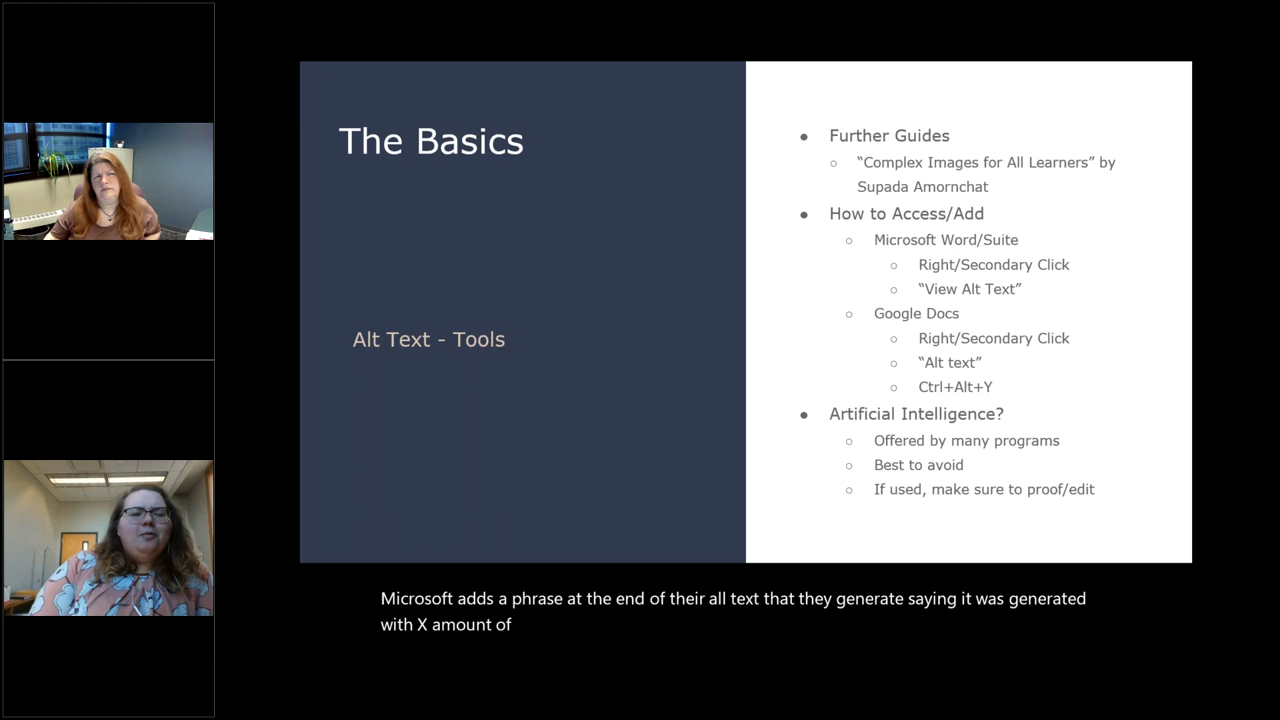 The Basics
Alt Text - Tools
● Further Guides
○ “Complex Images for All Learners” by
Supada Amornchat
● How to Access/Add
○ Microsoft Word/Suite
○ Right/Secondary Click
○ “View Alt Text”
○ Google Docs
○ Right/Secondary Click
○ “Alt text”
○ Ctrl+Alt+Y
● Artificial Intelligence?
○ Offered by many programs
○ Best to avoid
○ If used, make sure to proof/edit
Microsoft adds a phrase at the end of their all text that they generate saying it was generated
with X amount of